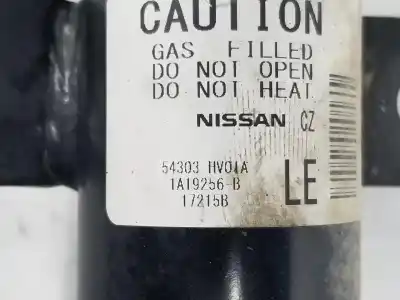 CAUTION
GAS FILLED
DO NOT OPEN
DO NOT HEAT
NISSAN CZ
54303 HV01A
1A19256-B LE
17215B